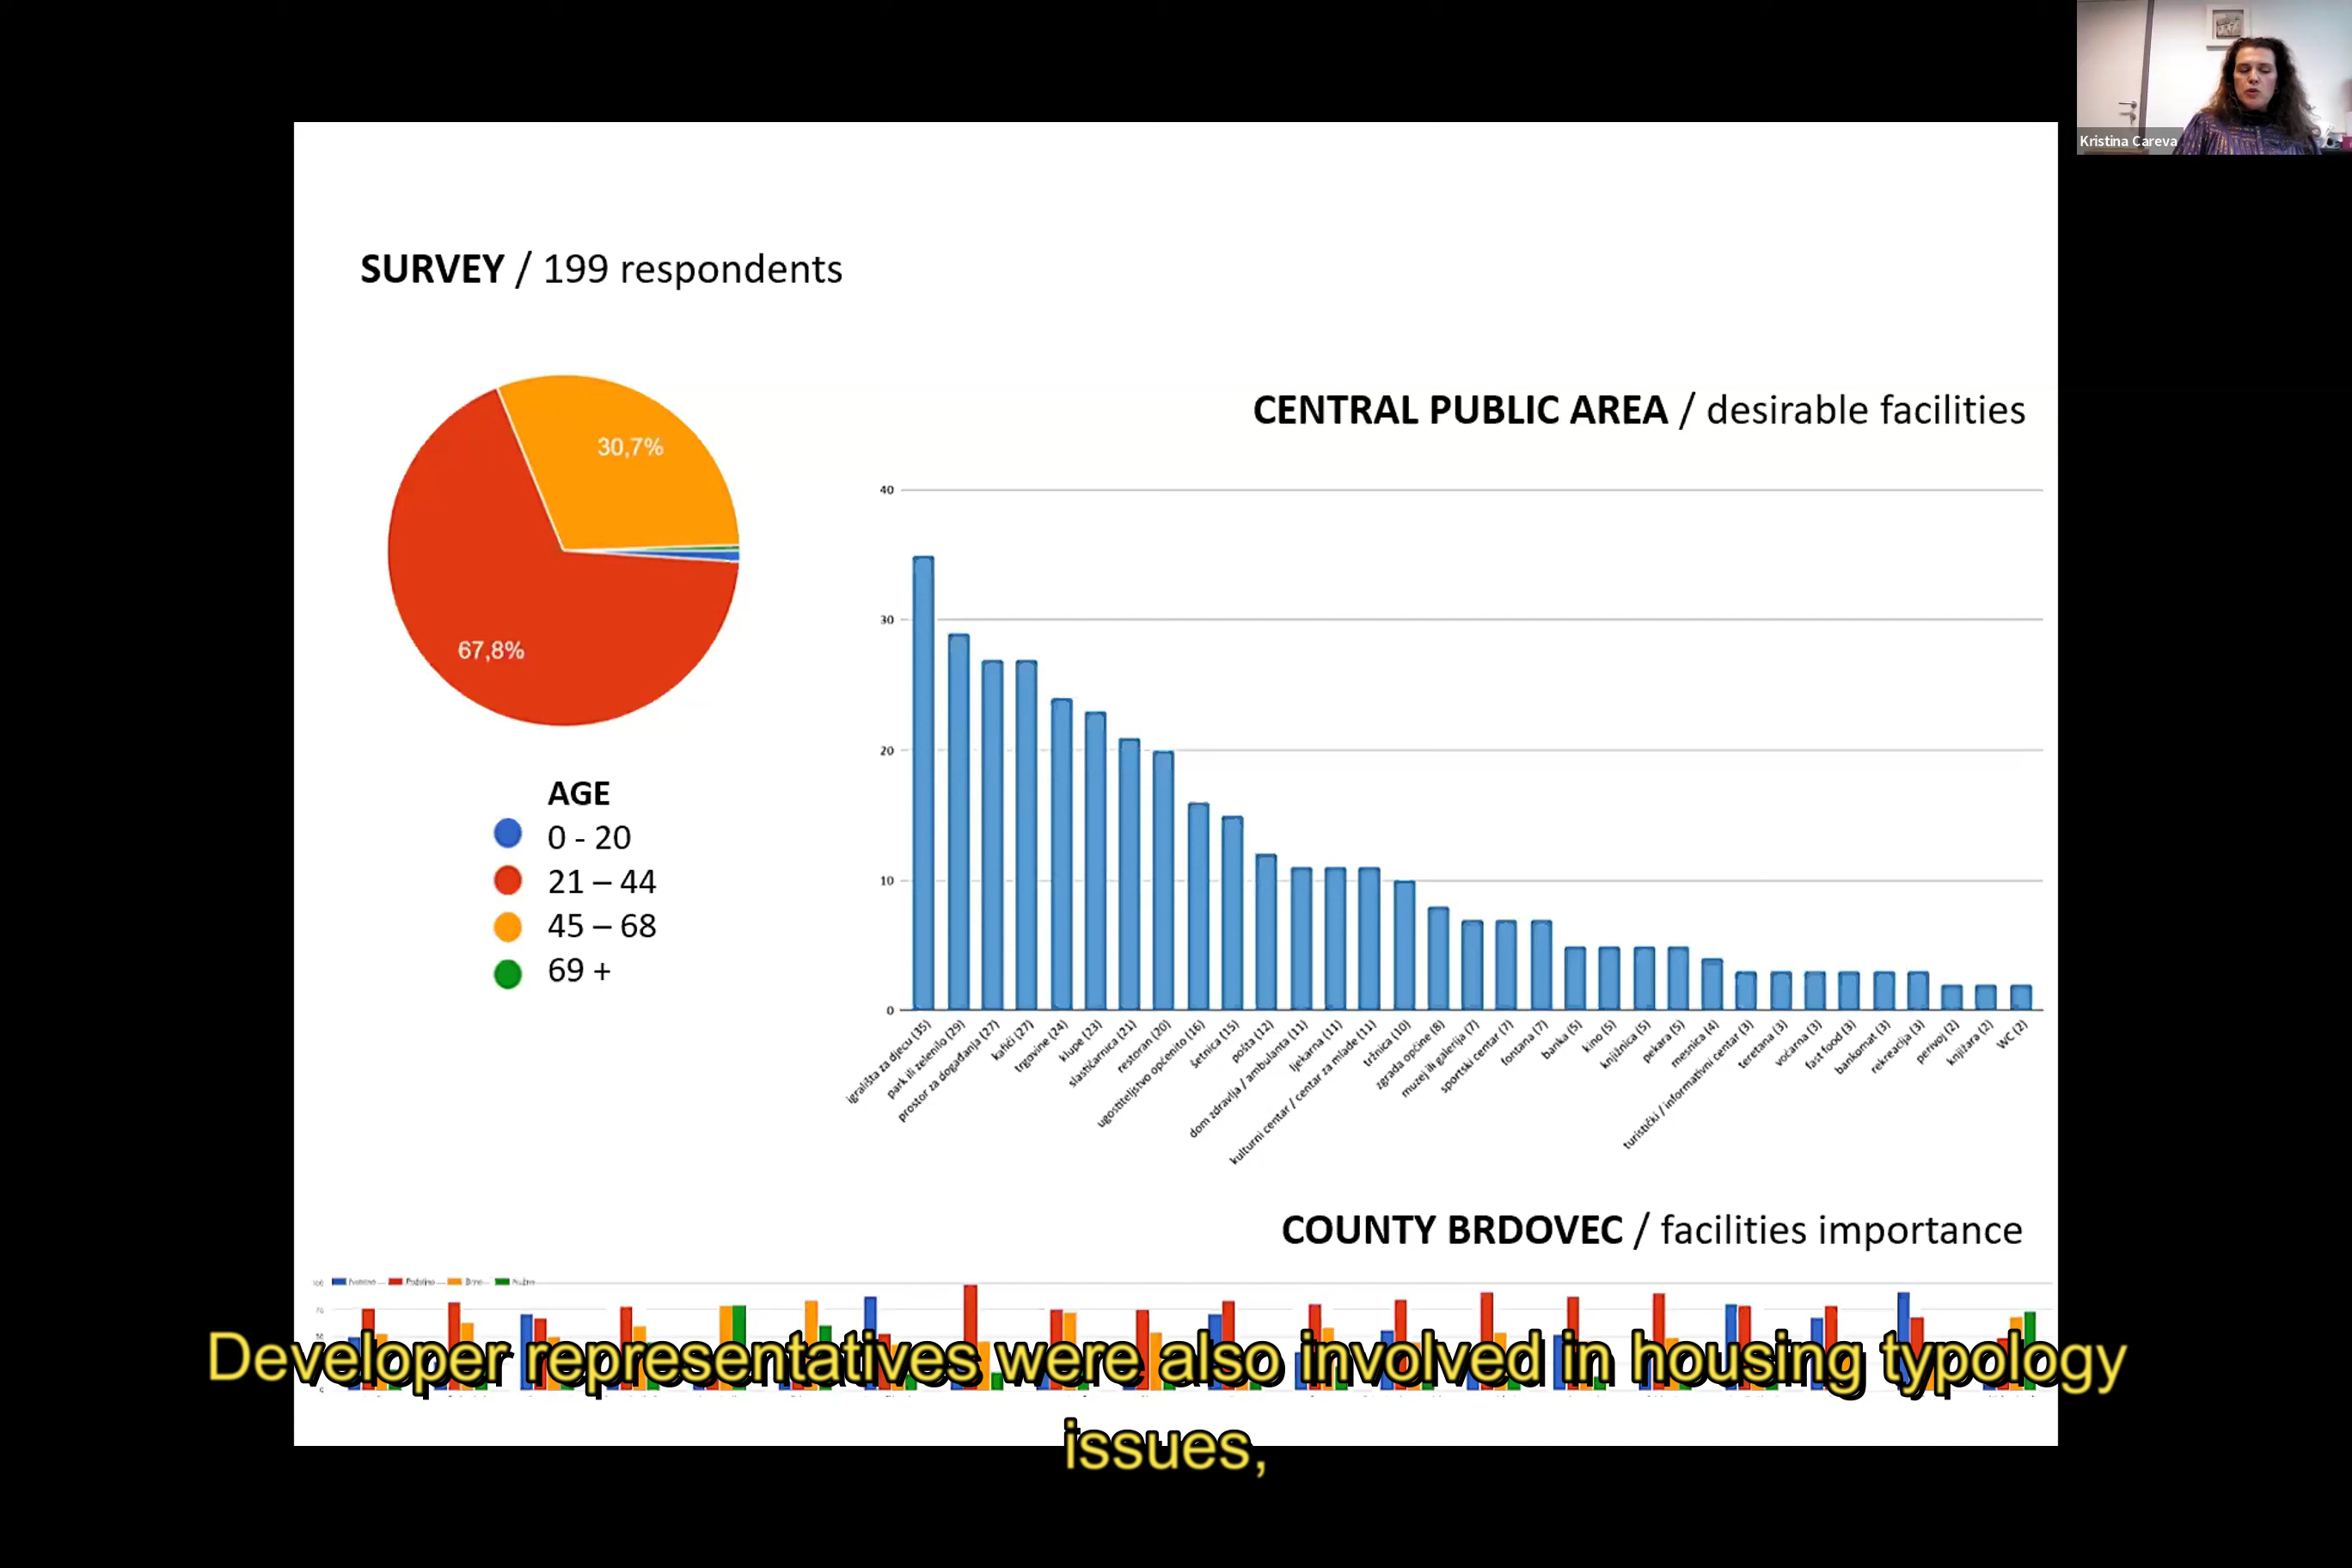 Kristina Careva
SURVEY / 199 respondents
30,7%
67,8%
AGE
0 - 20
21 – 44
45 – 68
69 +
CENTRAL PUBLIC AREA / desirable facilities
40
30
20
10
0
igrališta za djecu (35)
park ili zelenilo (29)
prostor za događanja (27)
kafići (27)
trgovine (24)
klupe (23)
slastičarnica (21)
restoran (20)
ugostiteljstvo općenito (16)
šetnica (15)
pošta (12)
dom zdravlja / ambulanta (11)
ljekarna (11)
kulturni centar / centar za mlade (11)
tržnica (10)
zgrada općine (8)
muzej ili galerija (7)
sportski centar (7)
fontana (7)
banka (5)
kino (5)
knjižnica (5)
pekara (5)
mesnica (4)
turistički / informativni centar (3)
teretana (3)
voćarna (3)
fast food (3)
bankomat (3)
rekreacija (3)
perivoj (2)
knjižara (2)
WC (2)
COUNTY BRDOVEC / facilities importance
Developer representatives were also involved in housing typology
issues,